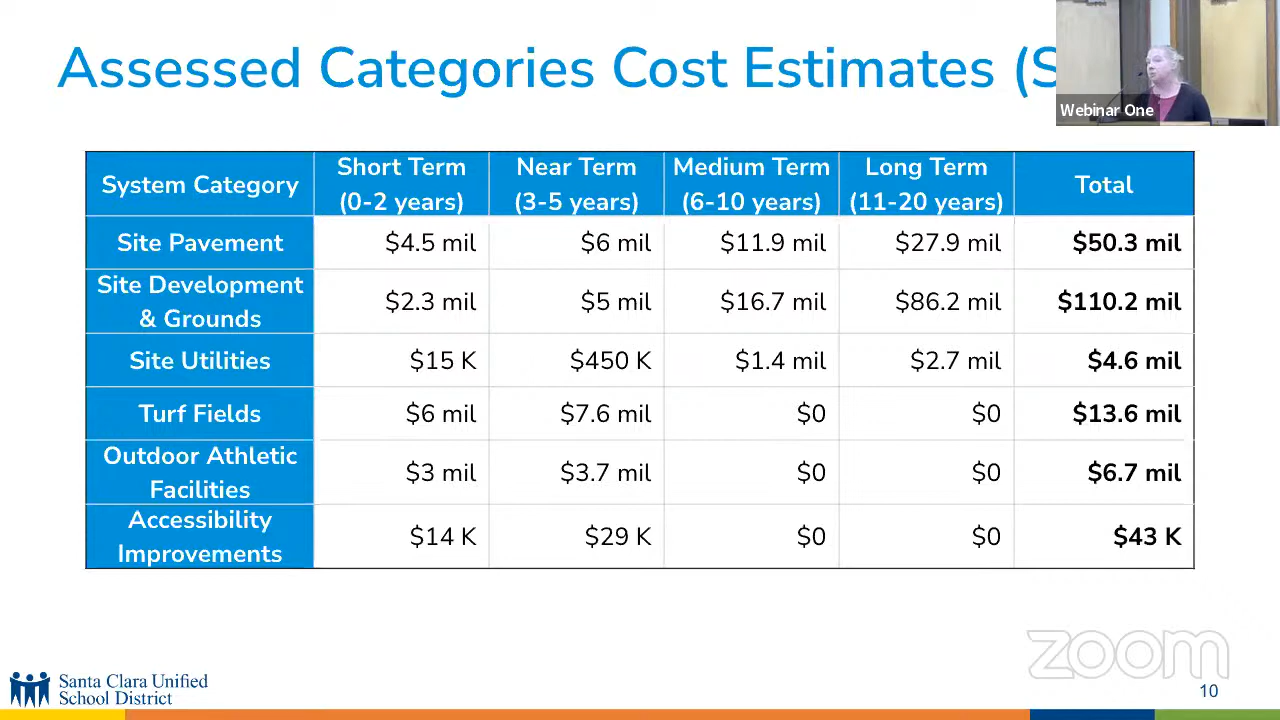 Assessed Categories Cost Estimates (S
Webinar One
System Category
Short Term
(0-2 years)
Near Term
(3-5 years)
Medium Term
(6-10 years)
Long Term
(11-20 years)
Total
Site Pavement $4.5 mil $6 mil $11.9 mil $27.9 mil $50.3 mil
Site Development
& Grounds
$2.3 mil $5 mil $16.7 mil $86.2 mil $110.2 mil
Site Utilities $15 K $450 K $1.4 mil $2.7 mil $4.6 mil
Turf Fields $6 mil $7.6 mil $0 $0 $13.6 mil
Outdoor Athletic
Facilities
$3 mil $3.7 mil $0 $0 $6.7 mil
Accessibility
Improvements
$14 K $29 K $0 $0 $43 K
zoom
Santa Clara Unified
School District
10